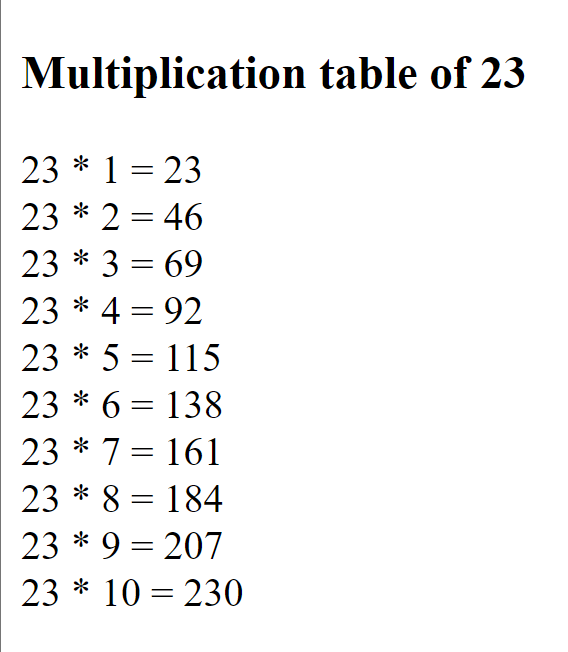 Multiplication table of 23
23 * 1 = 23
23 * 2 = 46
23 * 3 = 69
23 * 4 = 92
23 * 5 = 115
23 * 6 = 138
23 * 7 = 161
23 * 8 = 184
23 * 9 = 207
23 * 10 = 230